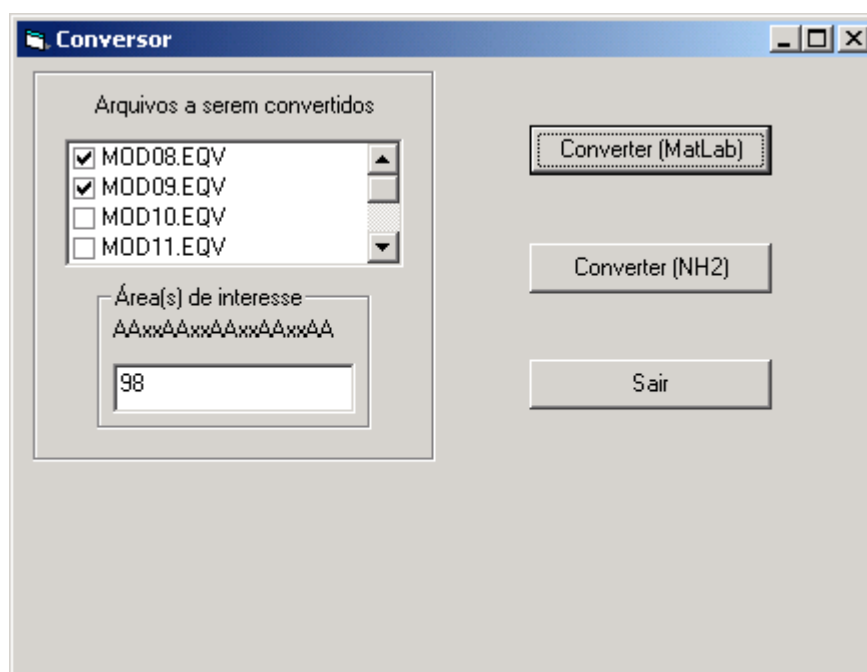 Conversor
Arquivos a serem convertidos
MOD08.EQV
MOD09.EQV
MOD10.EQV
MOD11.EQV
Área(s) de interesse
AAxxAAxxAAxxAAxxAA
98
Converter (MatLab)
Converter (NH2)
Sair